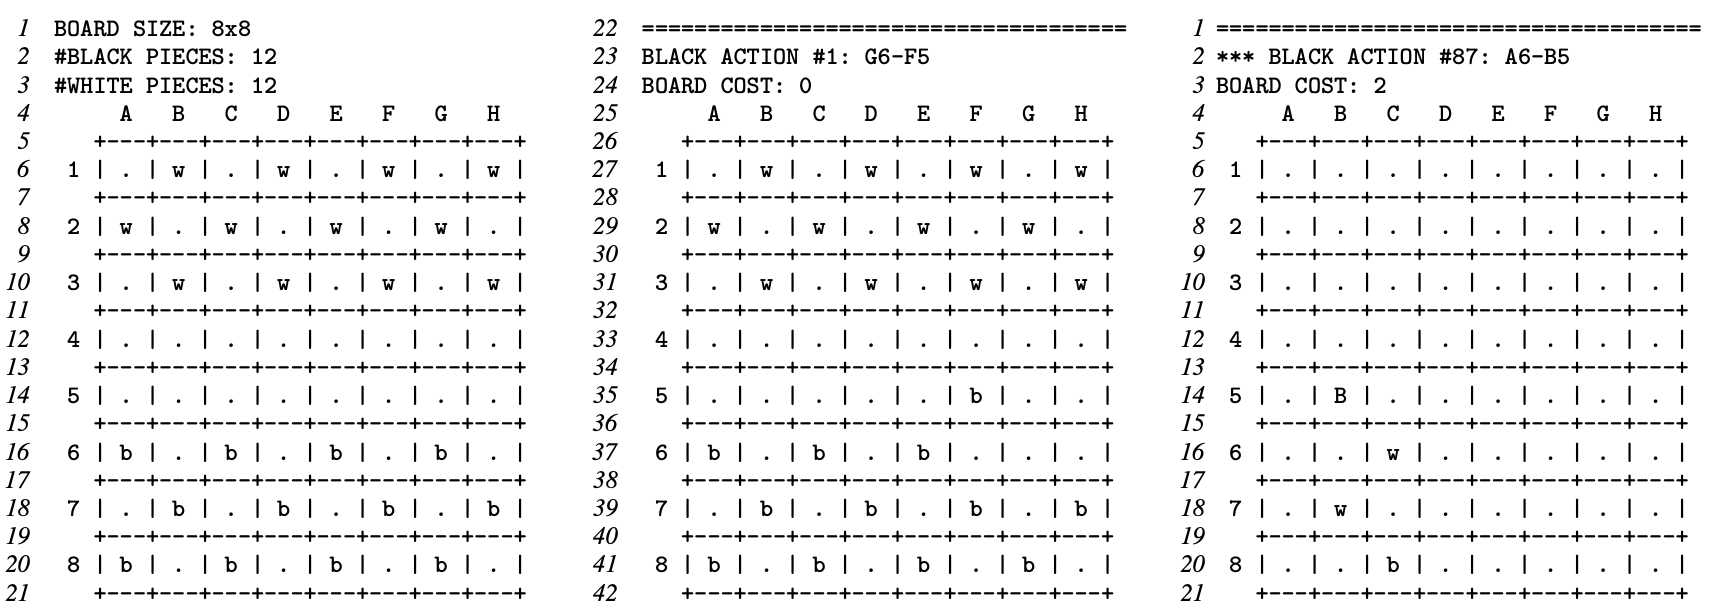 1 BOARD SIZE: 8x8
2 #BLACK PIECES: 12
3 #WHITE PIECES: 12
4      A   B   C   D   E   F   G   H
5    +---+---+---+---+---+---+---+---+
6  1 | . | w | . | w | . | w | . | w |
7    +---+---+---+---+---+---+---+---+
8  2 | w | . | w | . | w | . | w | . |
9    +---+---+---+---+---+---+---+---+
10  3 | . | w | . | w | . | w | . | w |
11    +---+---+---+---+---+---+---+---+
12  4 | . | . | . | . | . | . | . | . |
13    +---+---+---+---+---+---+---+---+
14  5 | . | . | . | . | . | . | . | . |
15    +---+---+---+---+---+---+---+---+
16  6 | b | . | b | . | b | . | b | . |
17    +---+---+---+---+---+---+---+---+
18  7 | . | b | . | b | . | b | . | b |
19    +---+---+---+---+---+---+---+---+
20  8 | b | . | b | . | b | . | b | . |
21    +---+---+---+---+---+---+---+---+
22 =====================================
23 BLACK ACTION #1: G6-F5
24 BOARD COST: 0
25      A   B   C   D   E   F   G   H
26    +---+---+---+---+---+---+---+---+
27  1 | . | w | . | w | . | w | . | w |
28    +---+---+---+---+---+---+---+---+
29  2 | w | . | w | . | w | . | w | . |
30    +---+---+---+---+---+---+---+---+
31  3 | . | w | . | w | . | w | . | w |
32    +---+---+---+---+---+---+---+---+
33  4 | . | . | . | . | . | . | . | . |
34    +---+---+---+---+---+---+---+---+
35  5 | . | . | . | . | . | b | . | . |
36    +---+---+---+---+---+---+---+---+
37  6 | b | . | b | . | b | . | . | . |
38    +---+---+---+---+---+---+---+---+
39  7 | . | b | . | b | . | b | . | b |
40    +---+---+---+---+---+---+---+---+
41  8 | b | . | b | . | b | . | b | . |
42    +---+---+---+---+---+---+---+---+
1 =====================================
2 *** BLACK ACTION #87: A6-B5
3 BOARD COST: 2
4      A   B   C   D   E   F   G   H
5    +---+---+---+---+---+---+---+---+
6  1 | . | . | . | . | . | . | . | . |
7    +---+---+---+---+---+---+---+---+
8  2 | . | . | . | . | . | . | . | . |
9    +---+---+---+---+---+---+---+---+
10  3 | . | . | . | . | . | . | . | . |
11    +---+---+---+---+---+---+---+---+
12  4 | . | . | . | . | . | . | . | . |
13    +---+---+---+---+---+---+---+---+
14  5 | . | B | . | . | . | . | . | . |
15    +---+---+---+---+---+---+---+---+
16  6 | . | . | w | . | . | . | . | . |
17    +---+---+---+---+---+---+---+---+
18  7 | . | w | . | . | . | . | . | . |
19    +---+---+---+---+---+---+---+---+
20  8 | . | . | b | . | . | . | . | . |
21    +---+---+---+---+---+---+---+---+